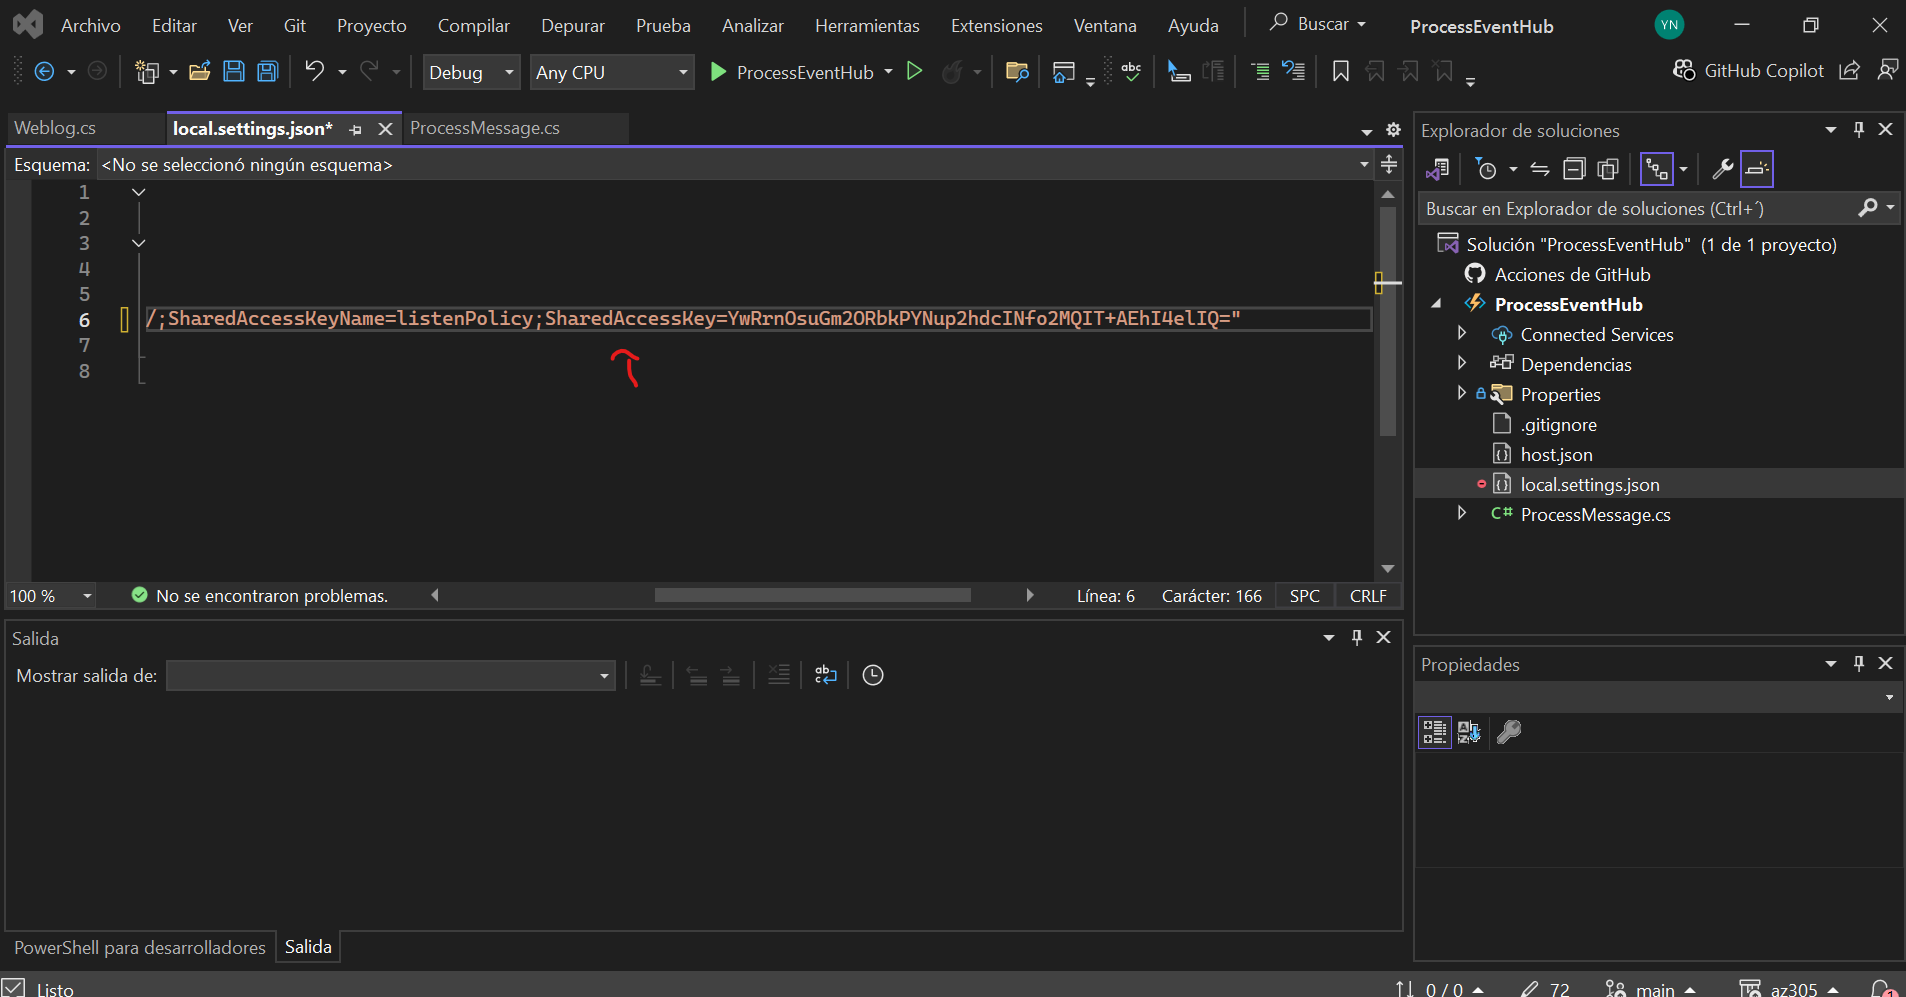 Archivo Editar Ver Git Proyecto Compilar Depurar Prueba Analizar Herramientas Extensiones Ventana Ayuda Buscar ProcessEventHub YN
Debug Any CPU ProcessEventHub abc GitHub Copilot
Weblog.cs local.settings.json* ProcessMessage.cs
Esquema: <No se seleccionó ningún esquema>
1
2
3
4
5
6 /;SharedAccessKeyName=listenPolicy;SharedAccessKey=YwRrnOsuGm2ORbkPYNup2hdcINfo2MQIT+AEhI4elIQ="
7
8
100 % No se encontraron problemas. Línea: 6 Carácter: 166 SPC CRLF
Salida
Mostrar salida de:
PowerShell para desarrolladores Salida
Explorador de soluciones
Buscar en Explorador de soluciones (Ctrl+´)
Solución "ProcessEventHub" (1 de 1 proyecto)
Acciones de GitHub
ProcessEventHub
Connected Services
Dependencias
Properties
.gitignore
host.json
local.settings.json
C# ProcessMessage.cs
Propiedades
Listo 0 / 0 72 main az305 1